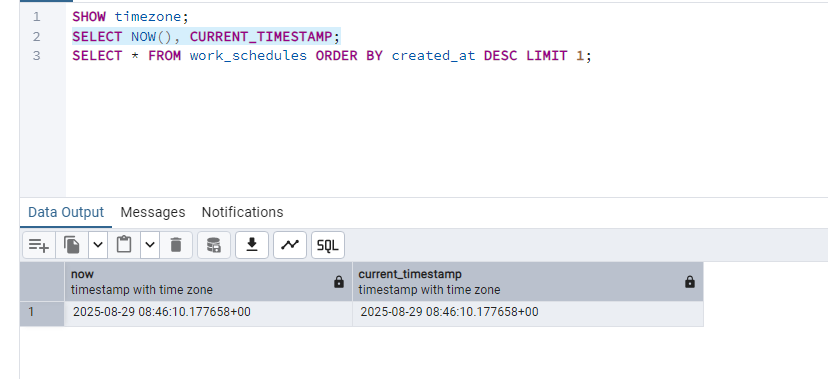 1 SHOW timezone;
2 SELECT NOW(), CURRENT_TIMESTAMP;
3 SELECT * FROM work_schedules ORDER BY created_at DESC LIMIT 1;
Data Output Messages Notifications
SQL
now current_timestamp
timestamp with time zone timestamp with time zone
1 2025-08-29 08:46:10.177658+00 2025-08-29 08:46:10.177658+00